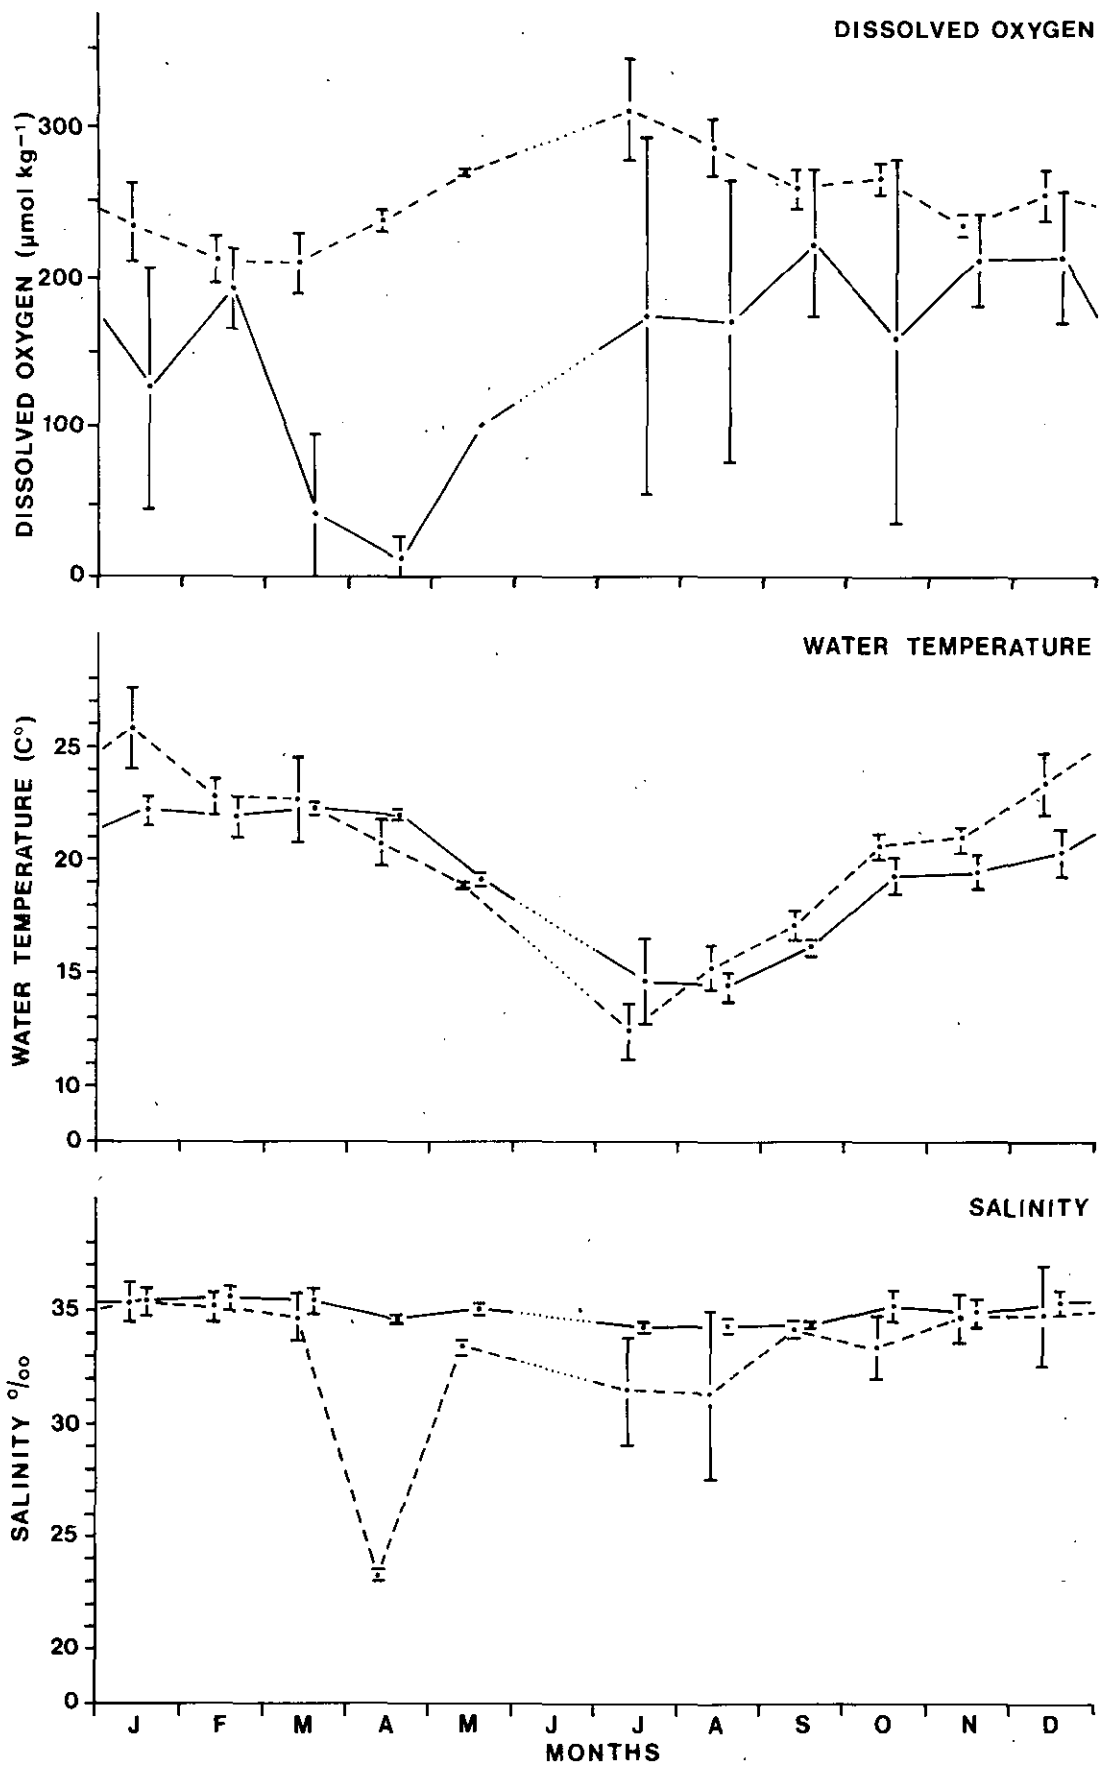 DISSOLVED OXYGEN
DISSOLVED OXYGEN (µmol kg⁻¹)
300
200
100
0
WATER TEMPERATURE
WATER TEMPERATURE (C°)
25
20
15
10
0
SALINITY
SALINITY °/oo
35
30
25
20
0
J F M A M J J A S O N D
MONTHS